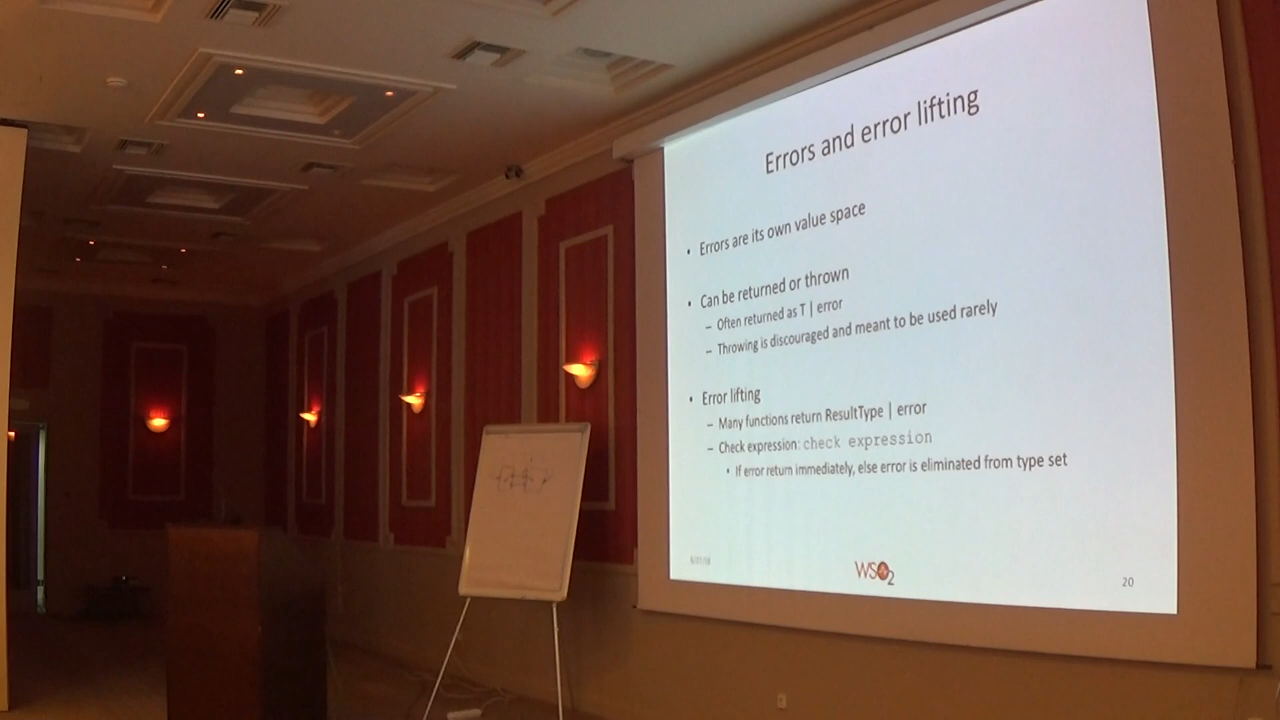 Errors and error lifting
• Errors are its own value space
• Can be returned or thrown
– Often returned as T | error
– Throwing is discouraged and meant to be used rarely
• Error lifting
– Many functions return ResultType | error
– Check expression: check expression
• If error return immediately, else error is eliminated from type set
WSO2
20